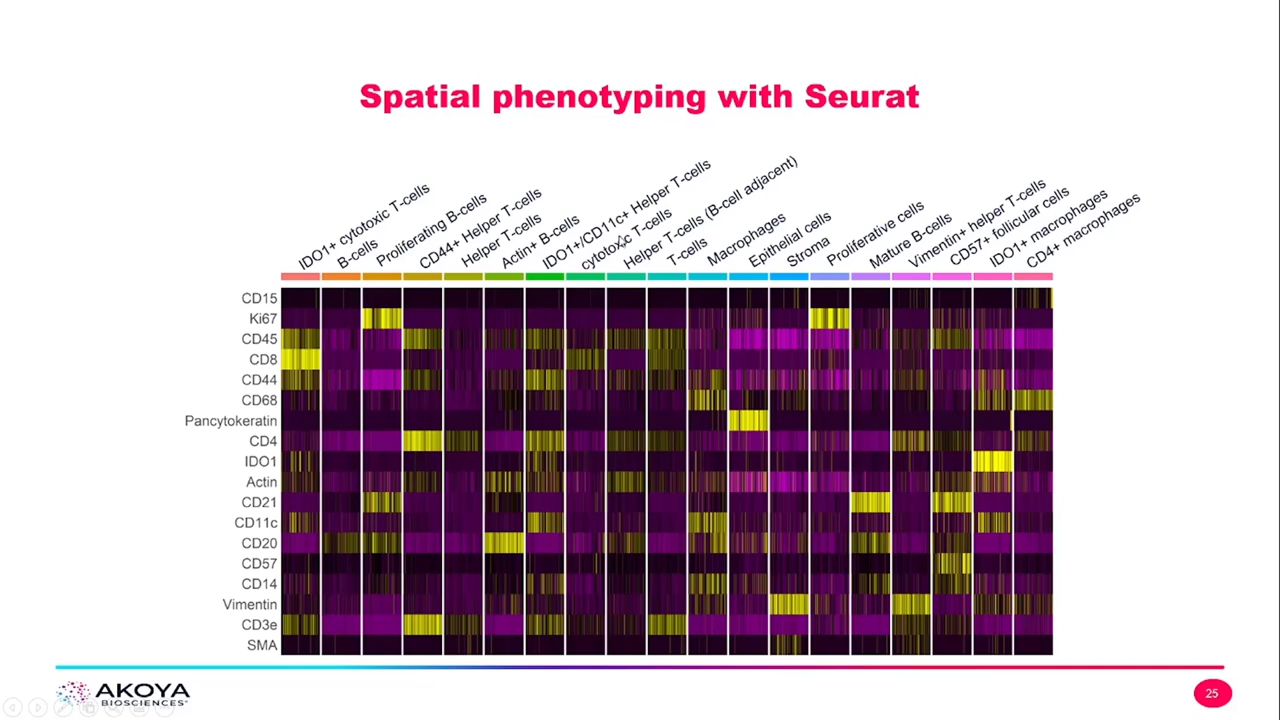 Spatial phenotyping with Seurat
IDO1+ cytotoxic T-cells
B-cells
Proliferating B-cells
CD44+ Helper T-cells
Helper T-cells
Actin+ B-cells
IDO1+/CD11c+ Helper T-cells
cytotoxic T-cells
Helper T-cells (B-cell adjacent)
T-cells
Macrophages
Epithelial cells
Stroma
Proliferative cells
Mature B-cells
Vimentin+ helper T-cells
CD57+ follicular cells
IDO1+ macrophages
CD4+ macrophages
CD15
Ki67
CD45
CD8
CD44
CD68
Pancytokeratin
CD4
IDO1
Actin
CD21
CD11c
CD20
CD57
CD14
Vimentin
CD3e
SMA
AKOYA
BIOSCIENCES
25